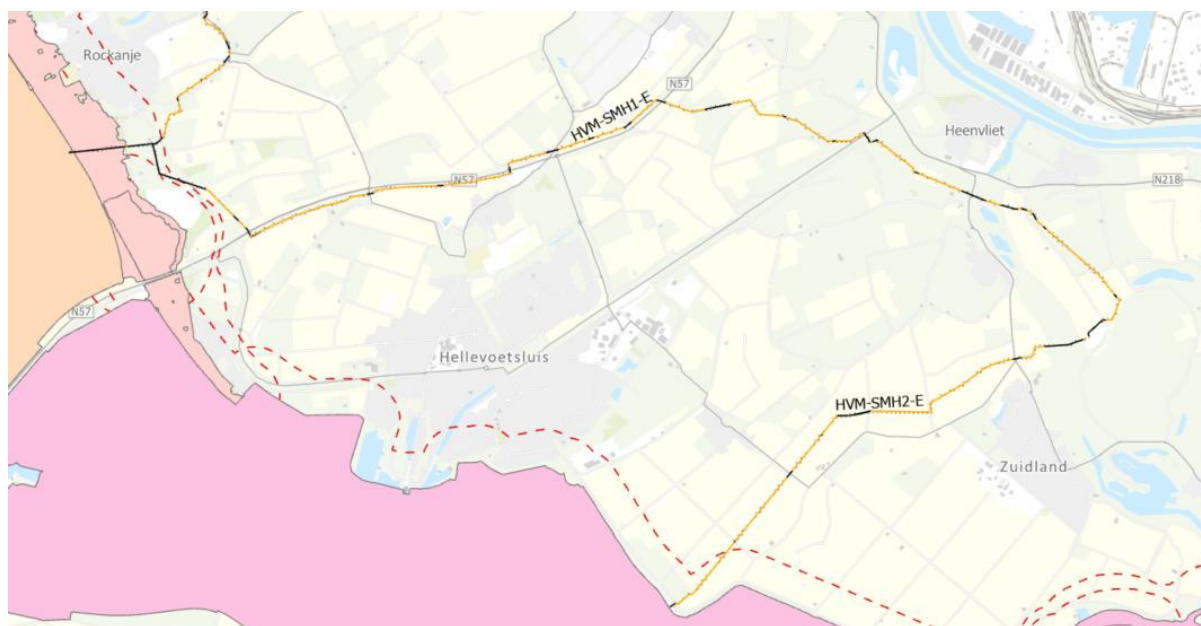 Rockanje
N57
HVM-SMH1-E
Heenvliet
N218
N57
N57
Hellevoetsluis
HVM-SMH2-E
Zuidland